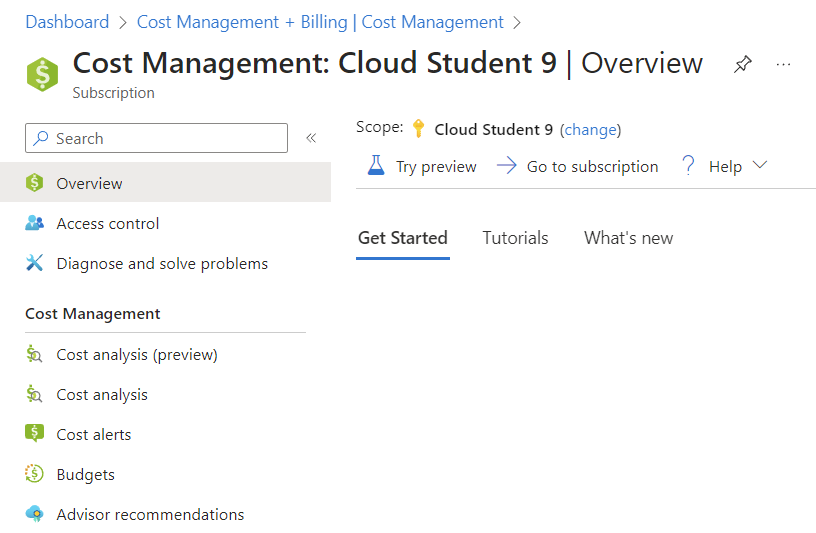 Dashboard > Cost Management + Billing | Cost Management >
Cost Management: Cloud Student 9 | Overview ...
Subscription
Search «
Overview
Access control
Diagnose and solve problems
Cost Management
Cost analysis (preview)
Cost analysis
Cost alerts
Budgets
Advisor recommendations
Scope: Cloud Student 9 (change)
Try preview Go to subscription ? Help
Get Started Tutorials What's new